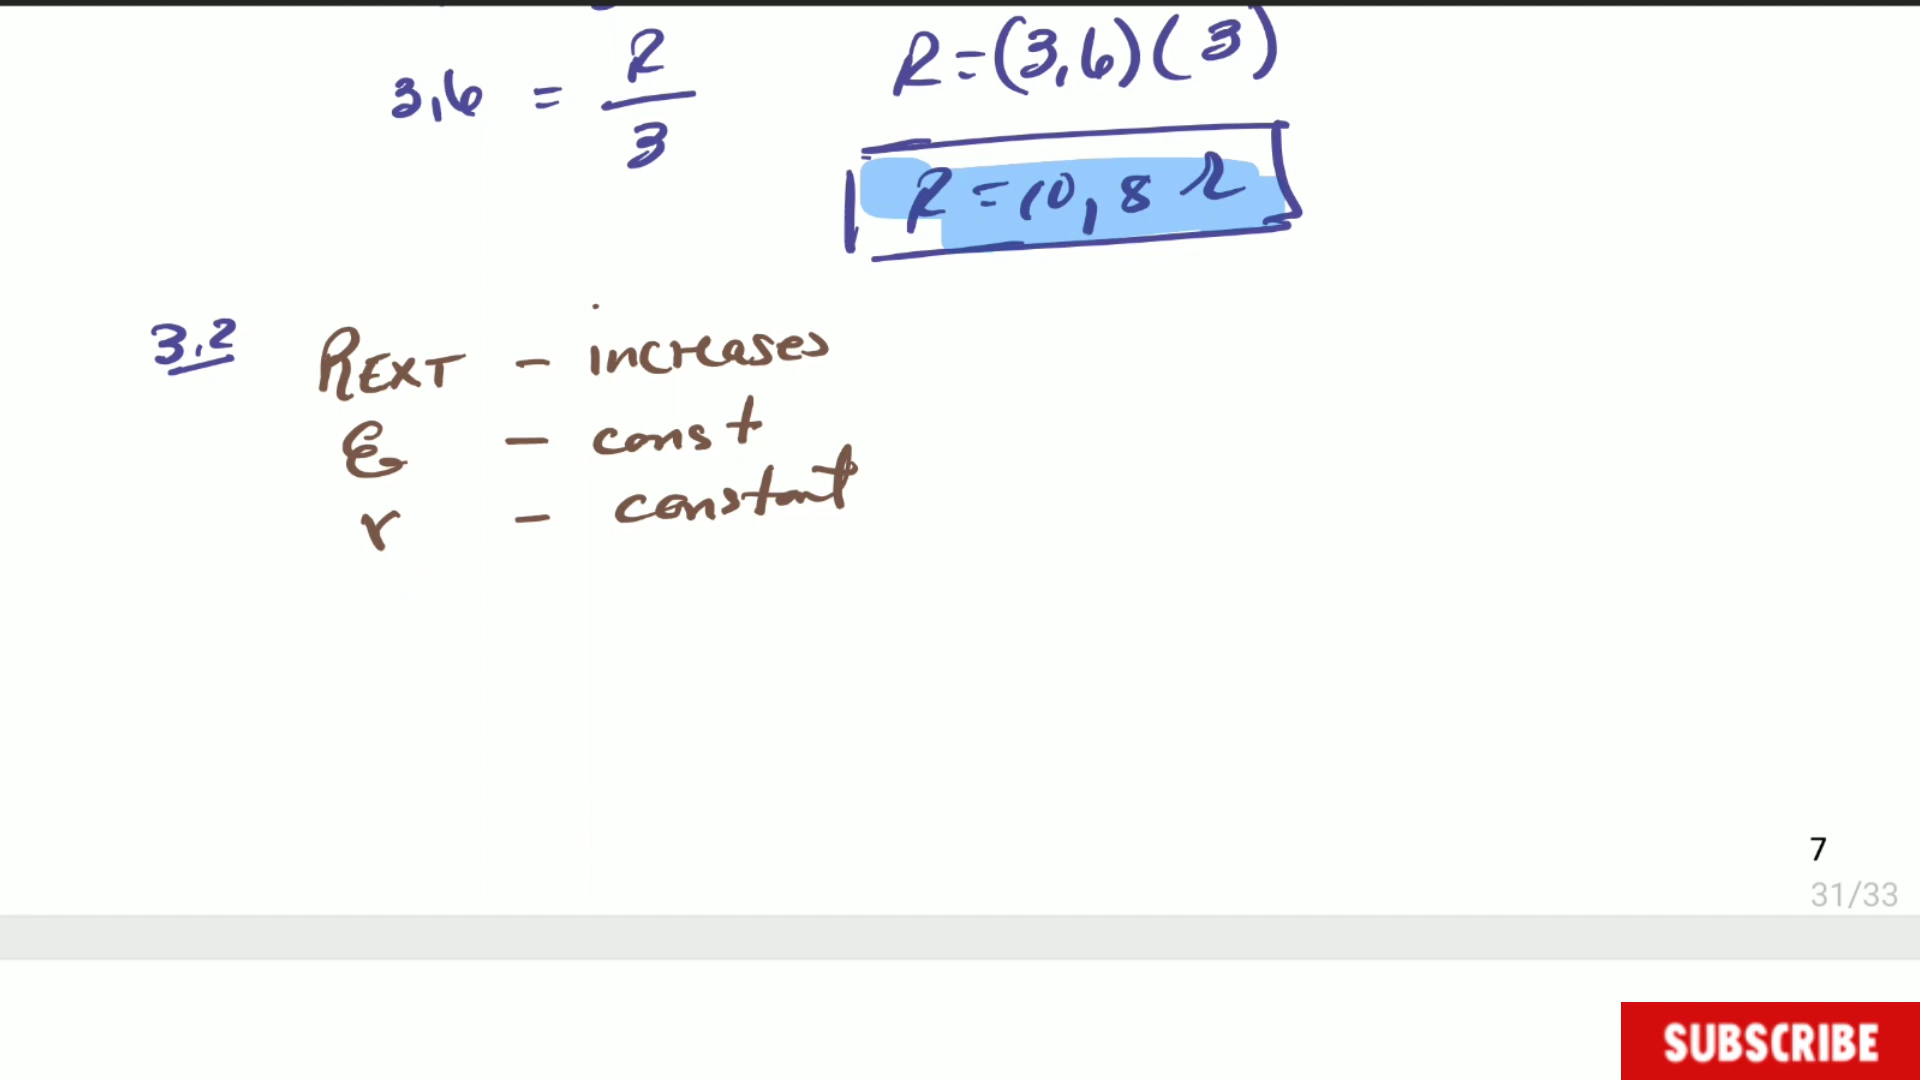 3,6 = R/3
R=(3,6)(3)
R=10,8 Ω
3.2 REXT - increases
ε - const
r - constant
7
31/33
SUBSCRIBE